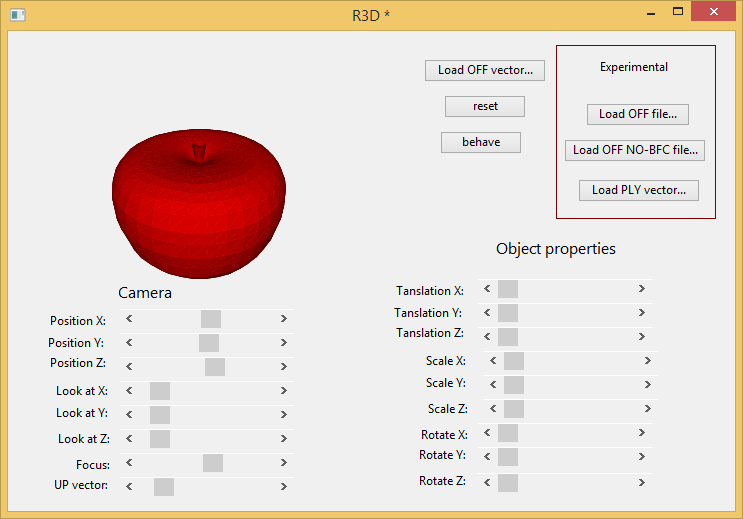 R3D *
Load OFF vector...
reset
behave
Experimental
Load OFF file...
Load OFF NO-BFC file...
Load PLY vector...
Camera
Position X:
Position Y:
Position Z:
Look at X:
Look at Y:
Look at Z:
Focus:
UP vector:
Object properties
Tanslation X:
Tanslation Y:
Tanslation Z:
Scale X:
Scale Y:
Scale Z:
Rotate X:
Rotate Y:
Rotate Z: